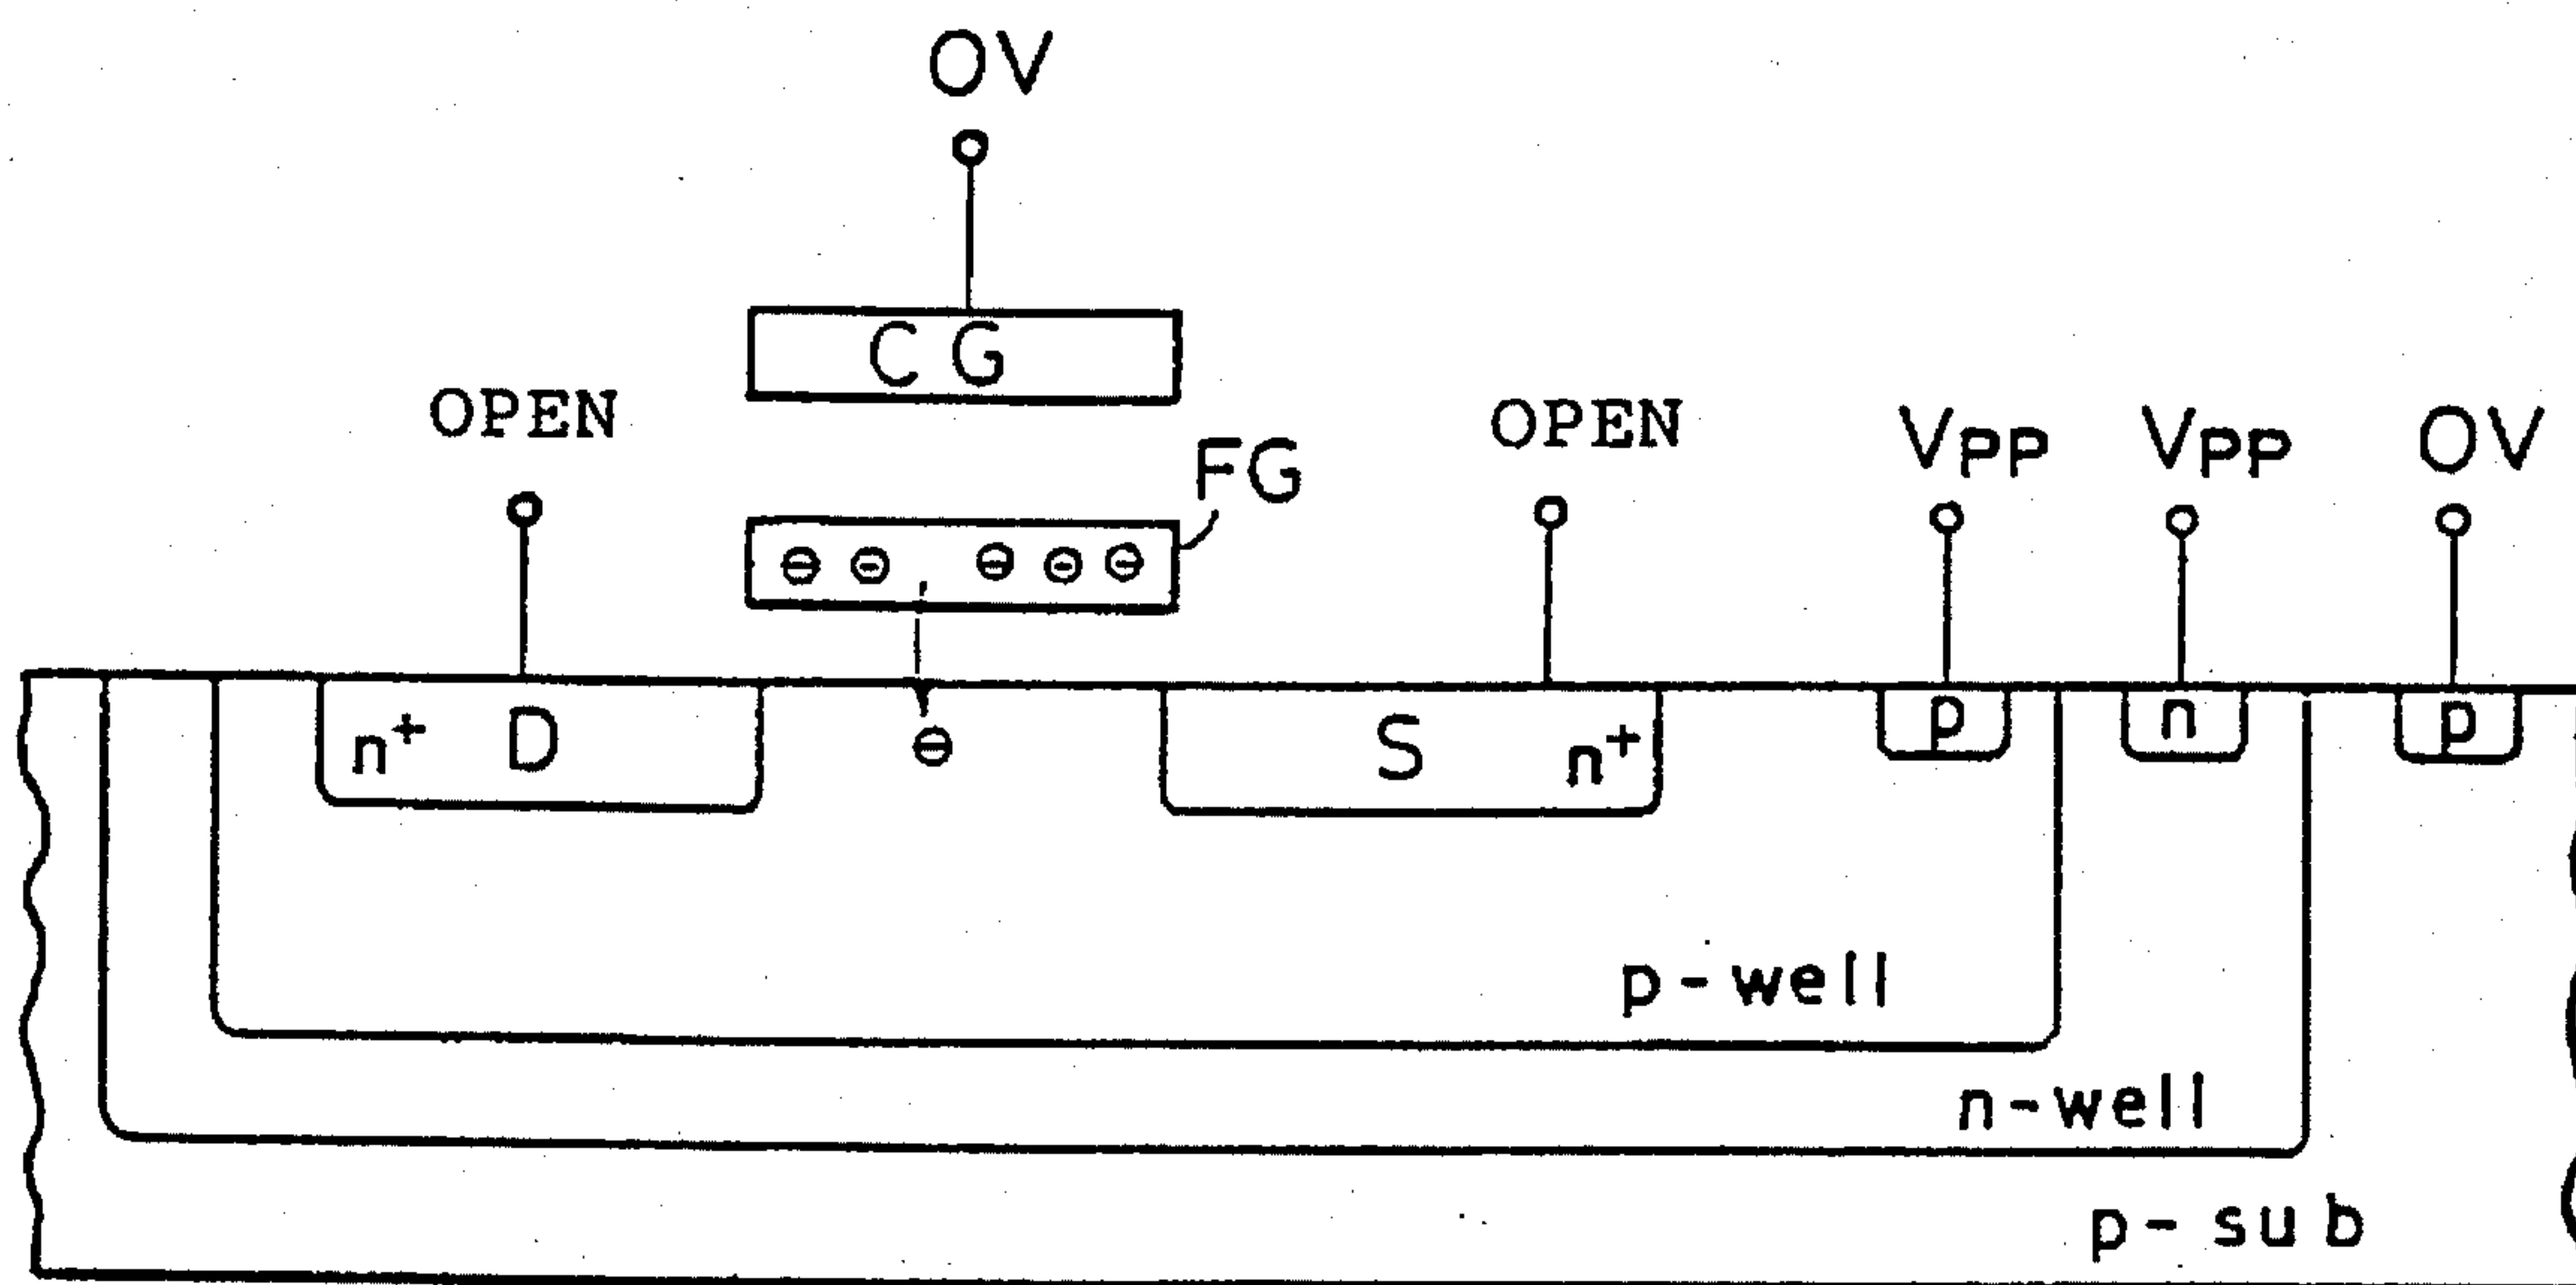 OV
CG
OPEN
OPEN
VPP
VPP
OV
FG
n+ D
S n+
p
n
p
p-well
n-well
p-sub